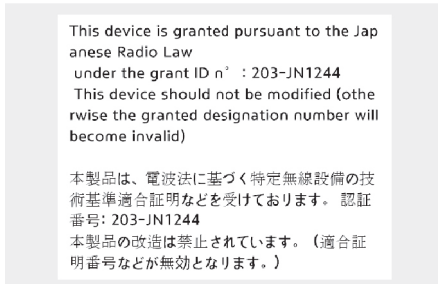 This device is granted pursuant to the Jap
anese Radio Law
under the grant ID n° : 203-JN1244
This device should not be modified (othe
rwise the granted designation number will
become invalid)
本製品は、電波法に基づく特定無線設備の技
術基準適合証明などを受けております。 認証
番号: 203-JN1244
本製品の改造は禁止されています。 (適合証
明番号などが無効となります。)